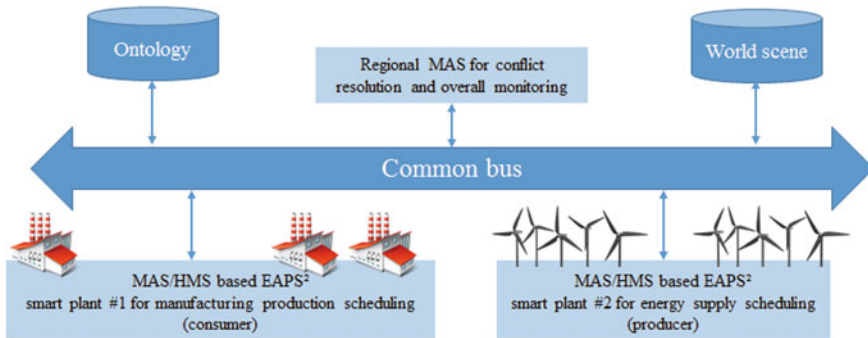 Ontology
World scene
Regional MAS for conflict
resolution and overall monitoring
Common bus
MAS/HMS based EAPS²
smart plant #1 for manufacturing production scheduling
(consumer)
MAS/HMS based EAPS²
smart plant #2 for energy supply scheduling
(producer)